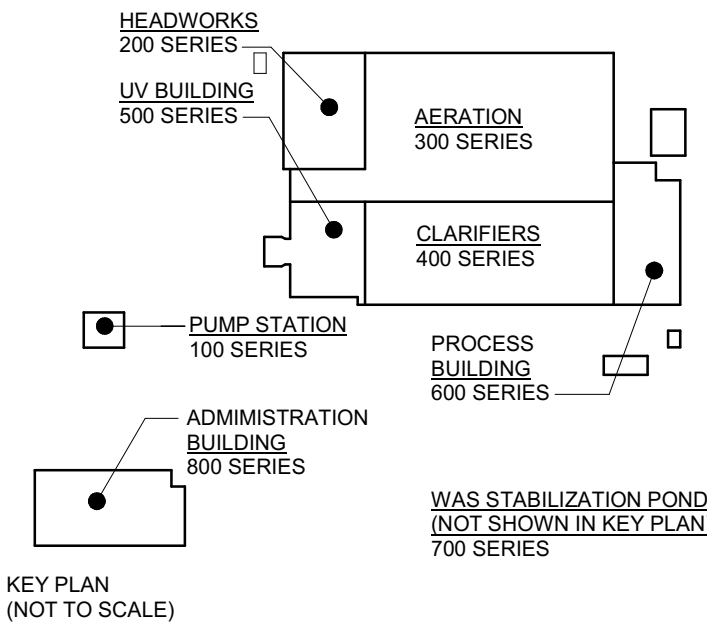 HEADWORKS
200 SERIES
UV BUILDING
500 SERIES
AERATION
300 SERIES
CLARIFIERS
400 SERIES
PUMP STATION
100 SERIES
PROCESS
BUILDING
600 SERIES
ADMIMISTRATION
BUILDING
800 SERIES
WAS STABILIZATION POND
(NOT SHOWN IN KEY PLAN
700 SERIES
KEY PLAN
(NOT TO SCALE)